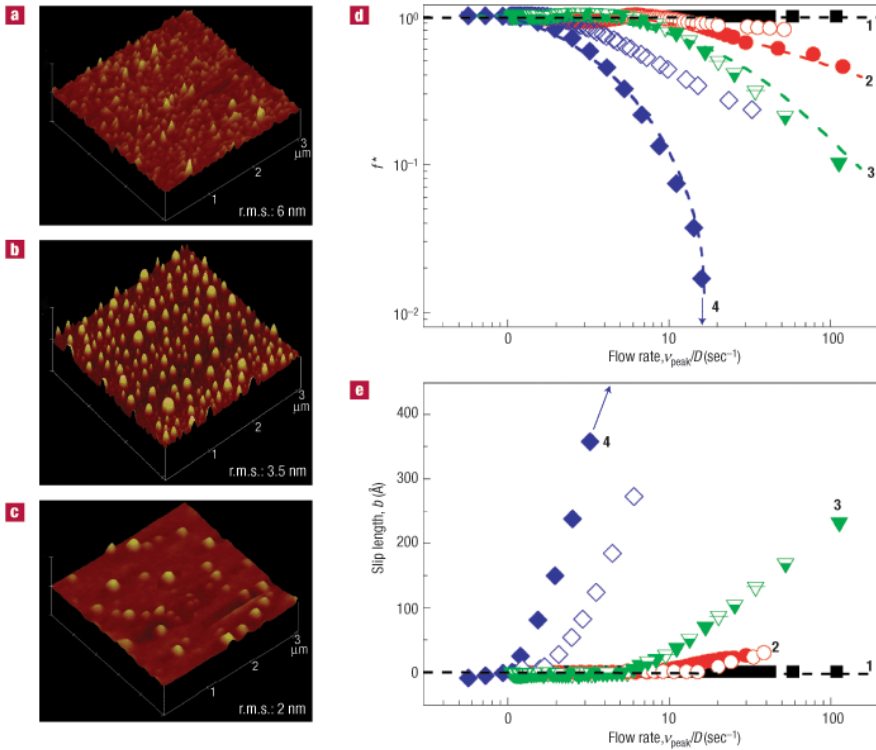 a
3
μm
2
1
r.m.s.: 6 nm
b
3
μm
2
1
r.m.s.: 3.5 nm
c
3
μm
2
1
r.m.s.: 2 nm
d
10⁰
10⁻¹
10⁻²
f*
1
2
3
4
0
10
100
Flow rate, νpeak/D (sec⁻¹)
e
400
300
200
100
0
Slip length, b (Å)
4
3
2
1
0
10
100
Flow rate, νpeak/D (sec⁻¹)